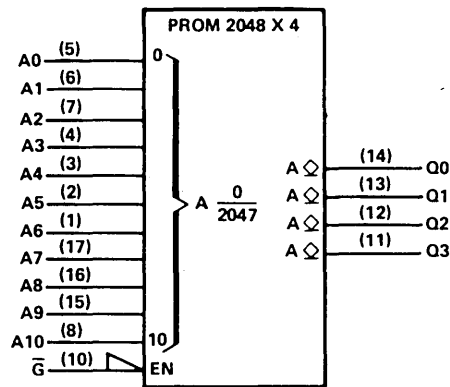 PROM 2048 X 4
A0 (5) 0
A1 (6)
A2 (7)
A3 (4)
A4 (3)
A5 (2)
A6 (1)
A7 (17)
A8 (16)
A9 (15)
A10 (8) 10
G̅ (10) EN
A 0/2047
A (14) Q0
A (13) Q1
A (12) Q2
A (11) Q3